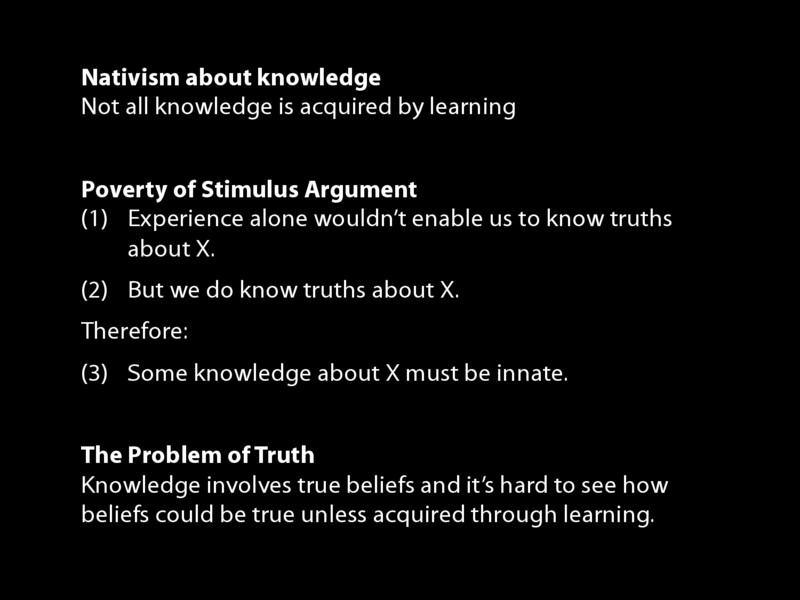 Nativism about knowledge
Not all knowledge is acquired by learning
Poverty of Stimulus Argument
(1) Experience alone wouldn’t enable us to know truths
about X.
(2) But we do know truths about X.
Therefore:
(3) Some knowledge about X must be innate.
The Problem of Truth
Knowledge involves true beliefs and it’s hard to see how
beliefs could be true unless acquired through learning.